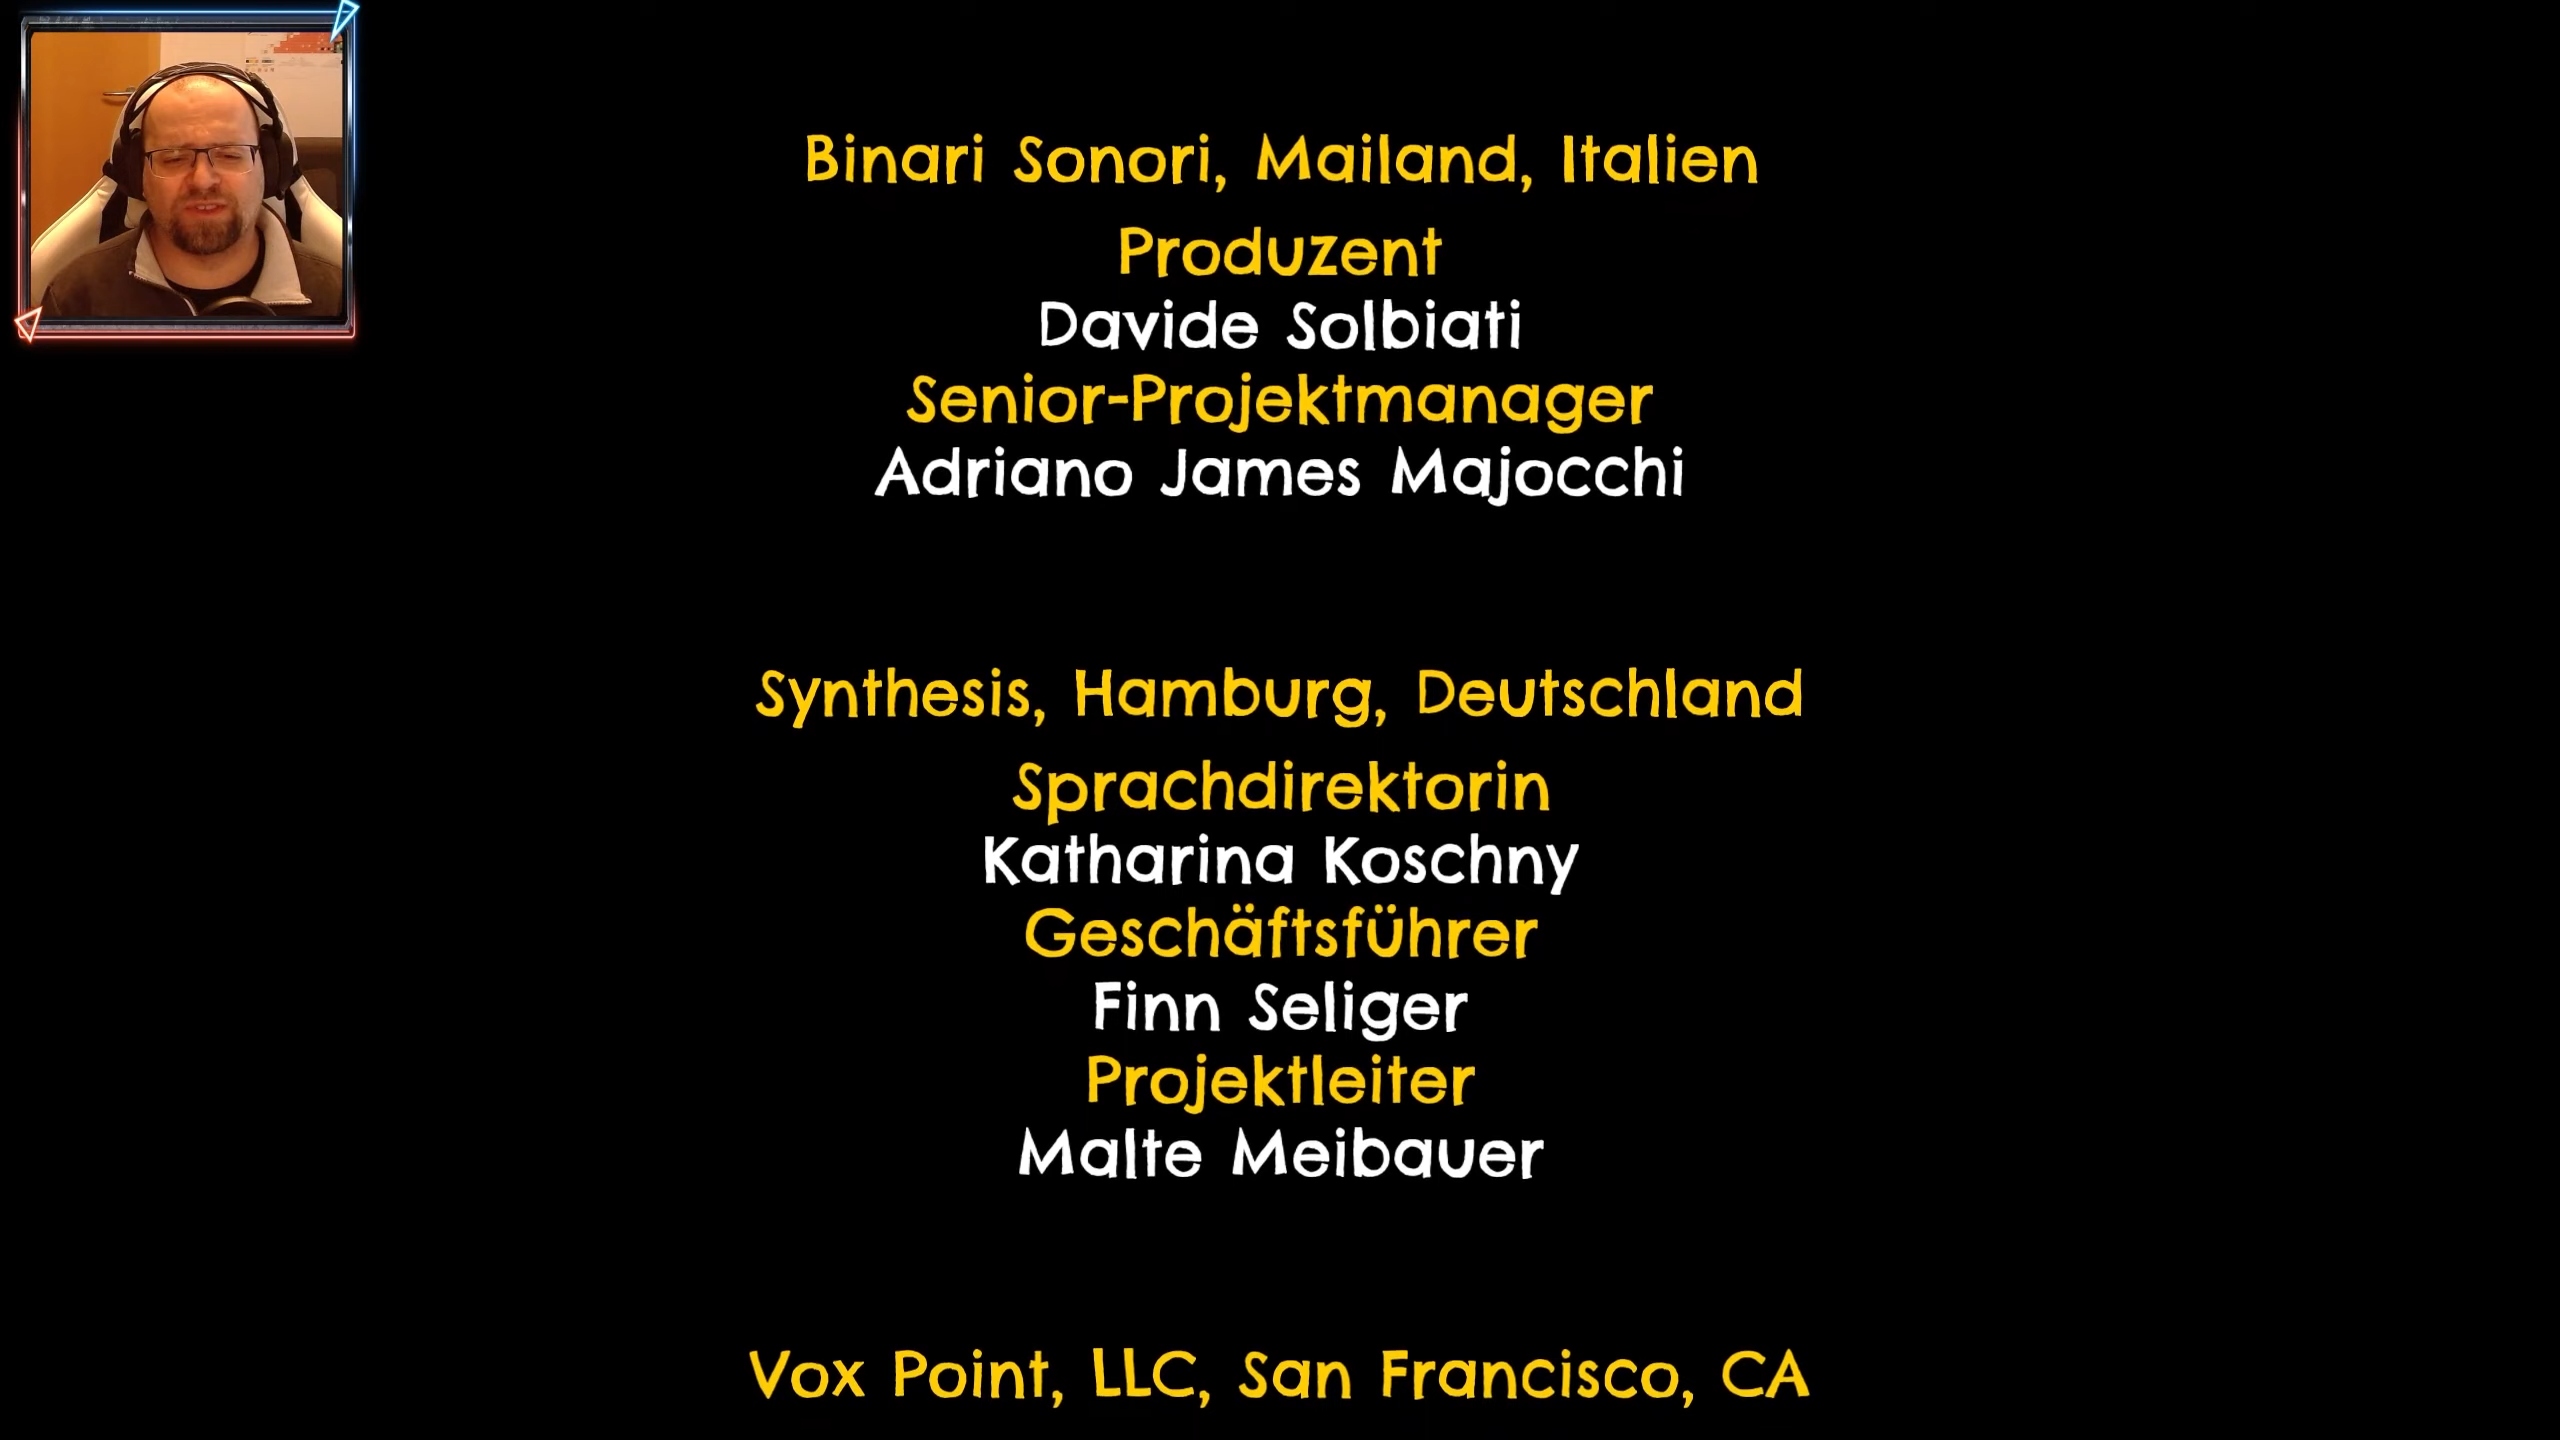 Binari Sonori, Mailand, Italien
Produzent
Davide Solbiati
Senior-Projektmanager
Adriano James Majocchi
Synthesis, Hamburg, Deutschland
Sprachdirektorin
Katharina Koschny
Geschäftsführer
Finn Seliger
Projektleiter
Malte Meibauer
Vox Point, LLC, San Francisco, CA